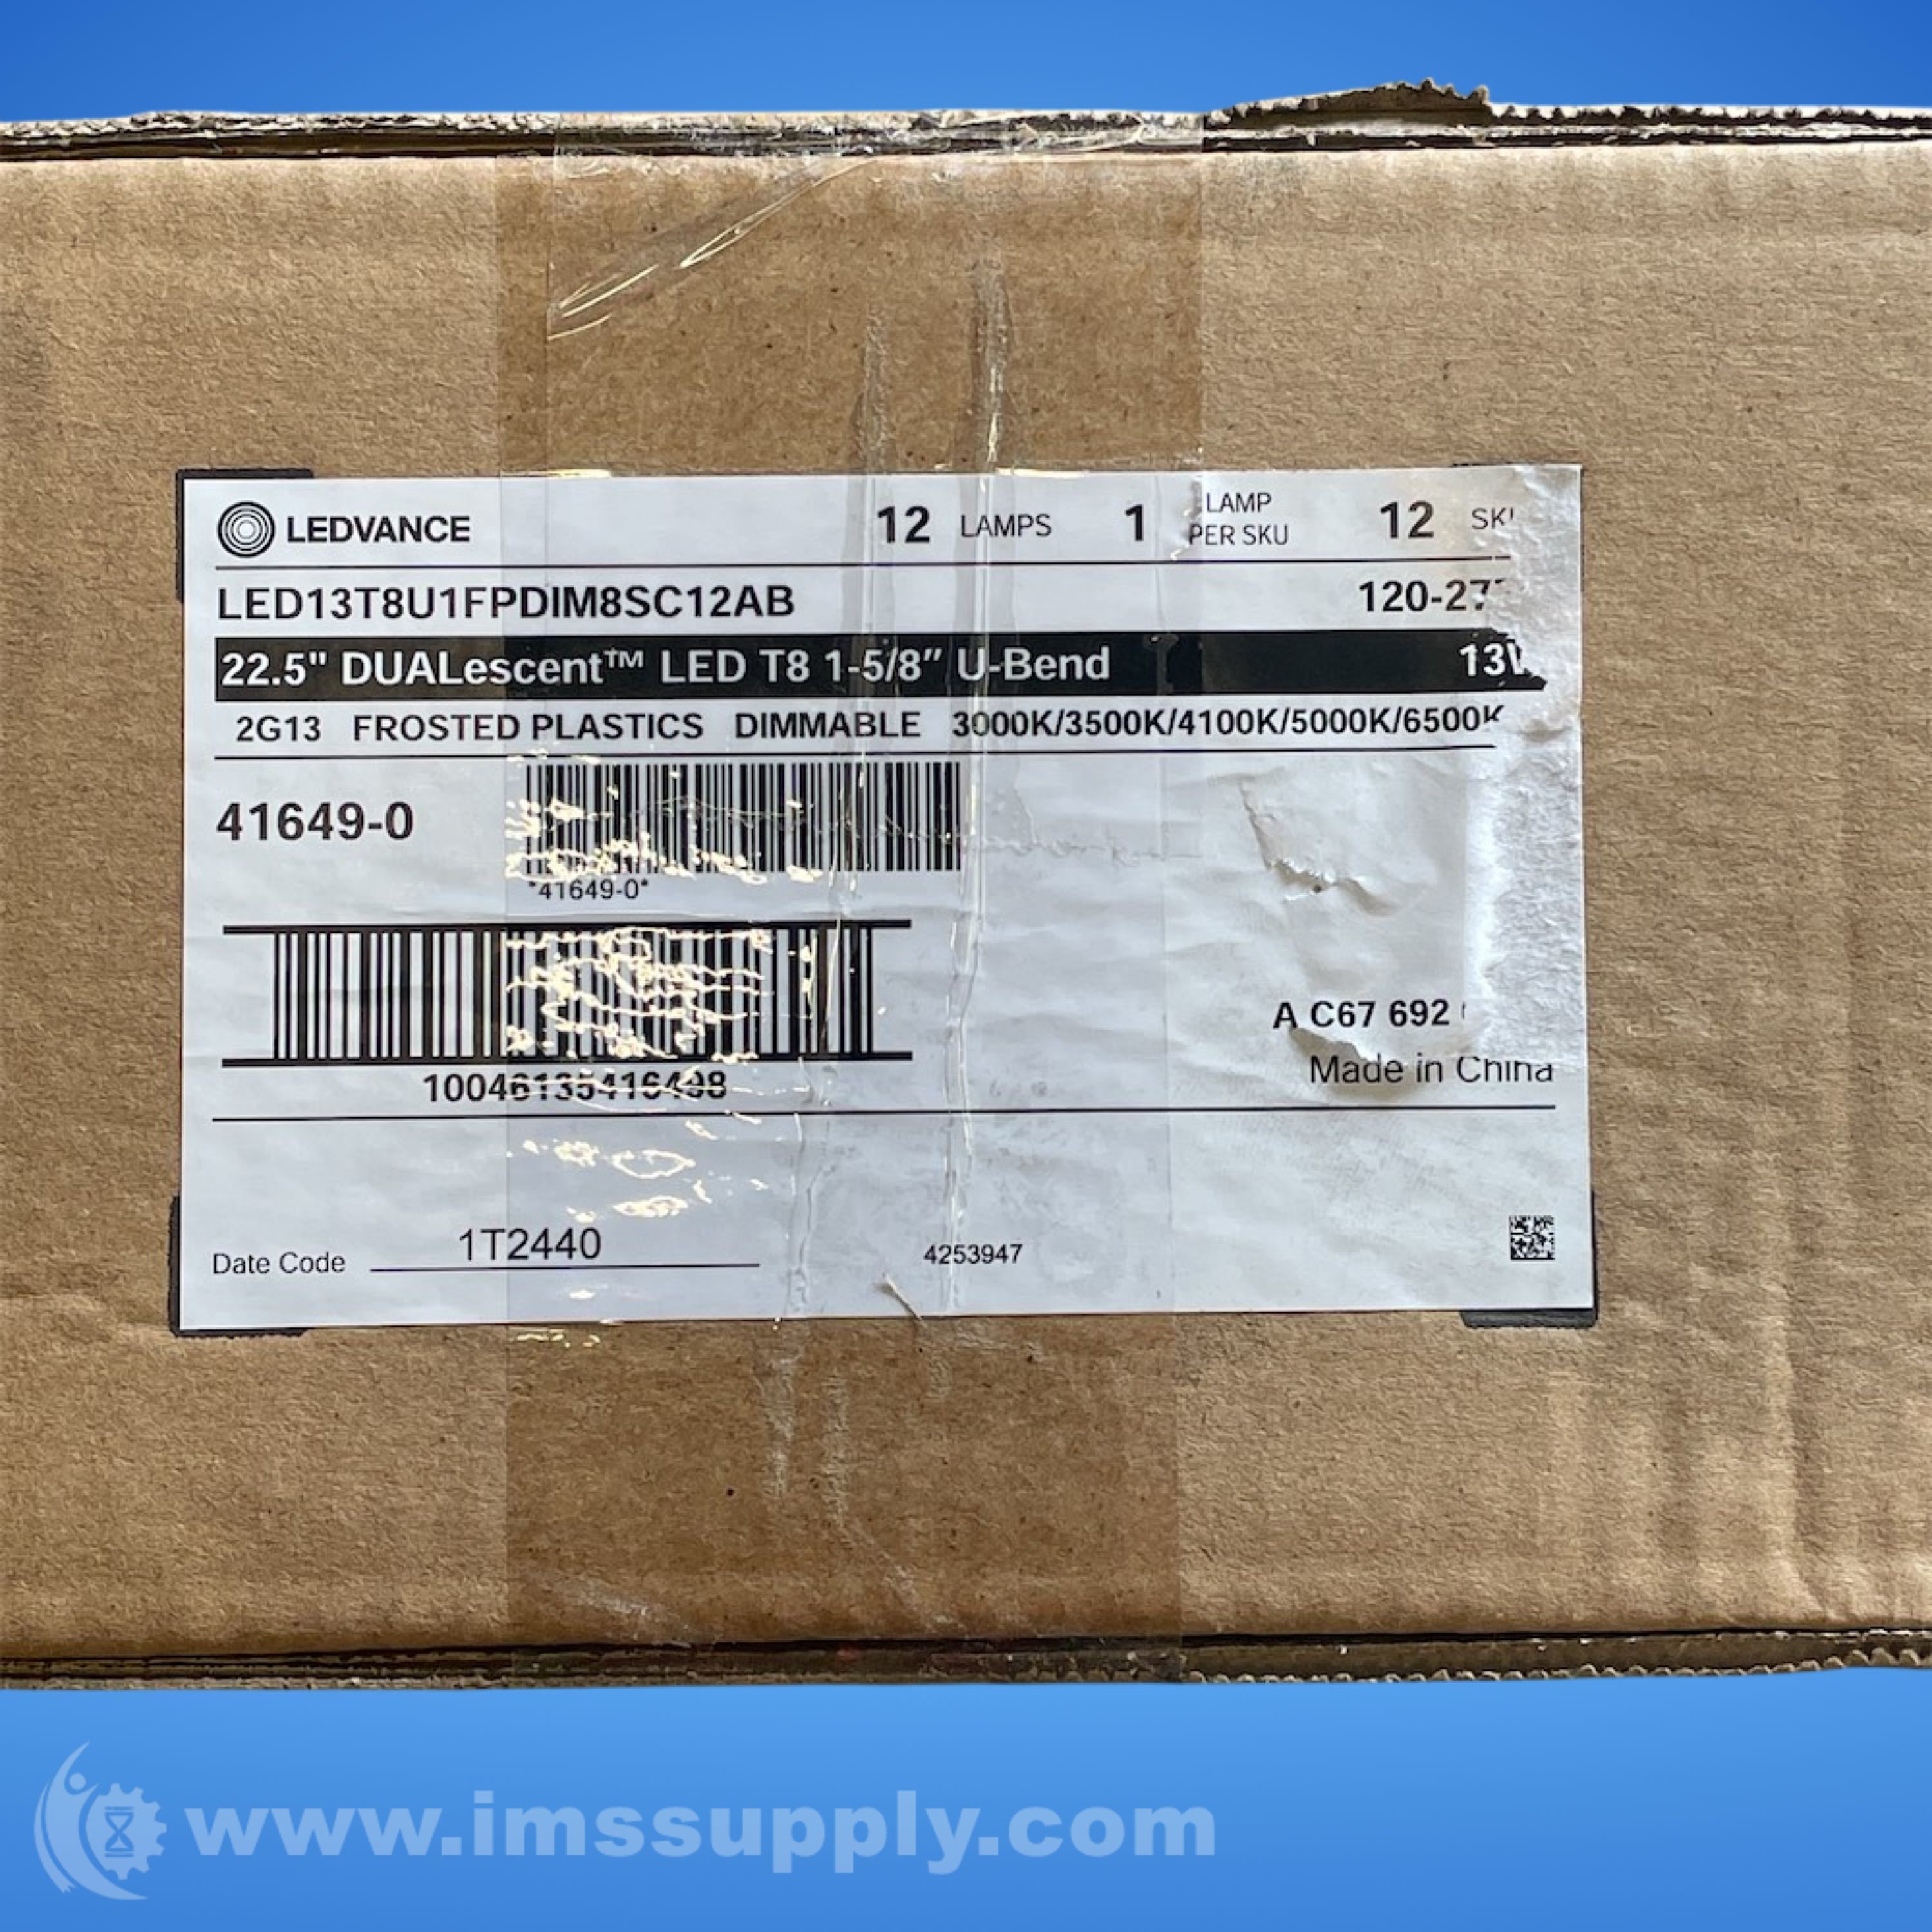 LEDVANCE 12 LAMPS 1 LAMP PER SKU 12
LED13T8U1FPDIM8SC12AB
22.5" DUALescent™ LED T8 1-5/8″ U-Bend
2G13 FROSTED PLASTICS DIMMABLE 3000K/3500K/4100K/5000K/6500K
41649-0
*41649-0*
A C67 692
Made in China
10046135416498
Date Code 1T2440 4253947
www.imssupply.com